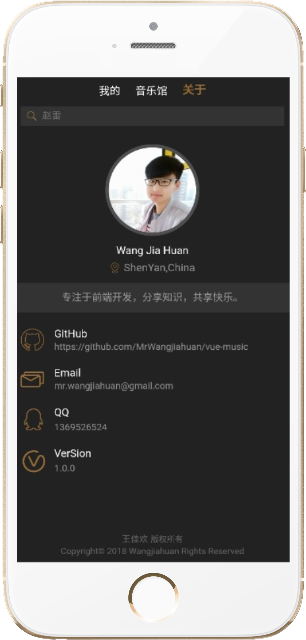 我的 音乐馆 关于
赵雷
Wang Jia Huan
ShenYan,China
专注于前端开发，分享知识，共享快乐。
GitHub
https://github.com/MrWangjiahuan/vue-music
Email
mr.wangjiahuan@gmail.com
QQ
1369526524
VerSion
1.0.0
王佳欢 版权所有
Copyright© 2018 Wangjiahuan Rights Reserved